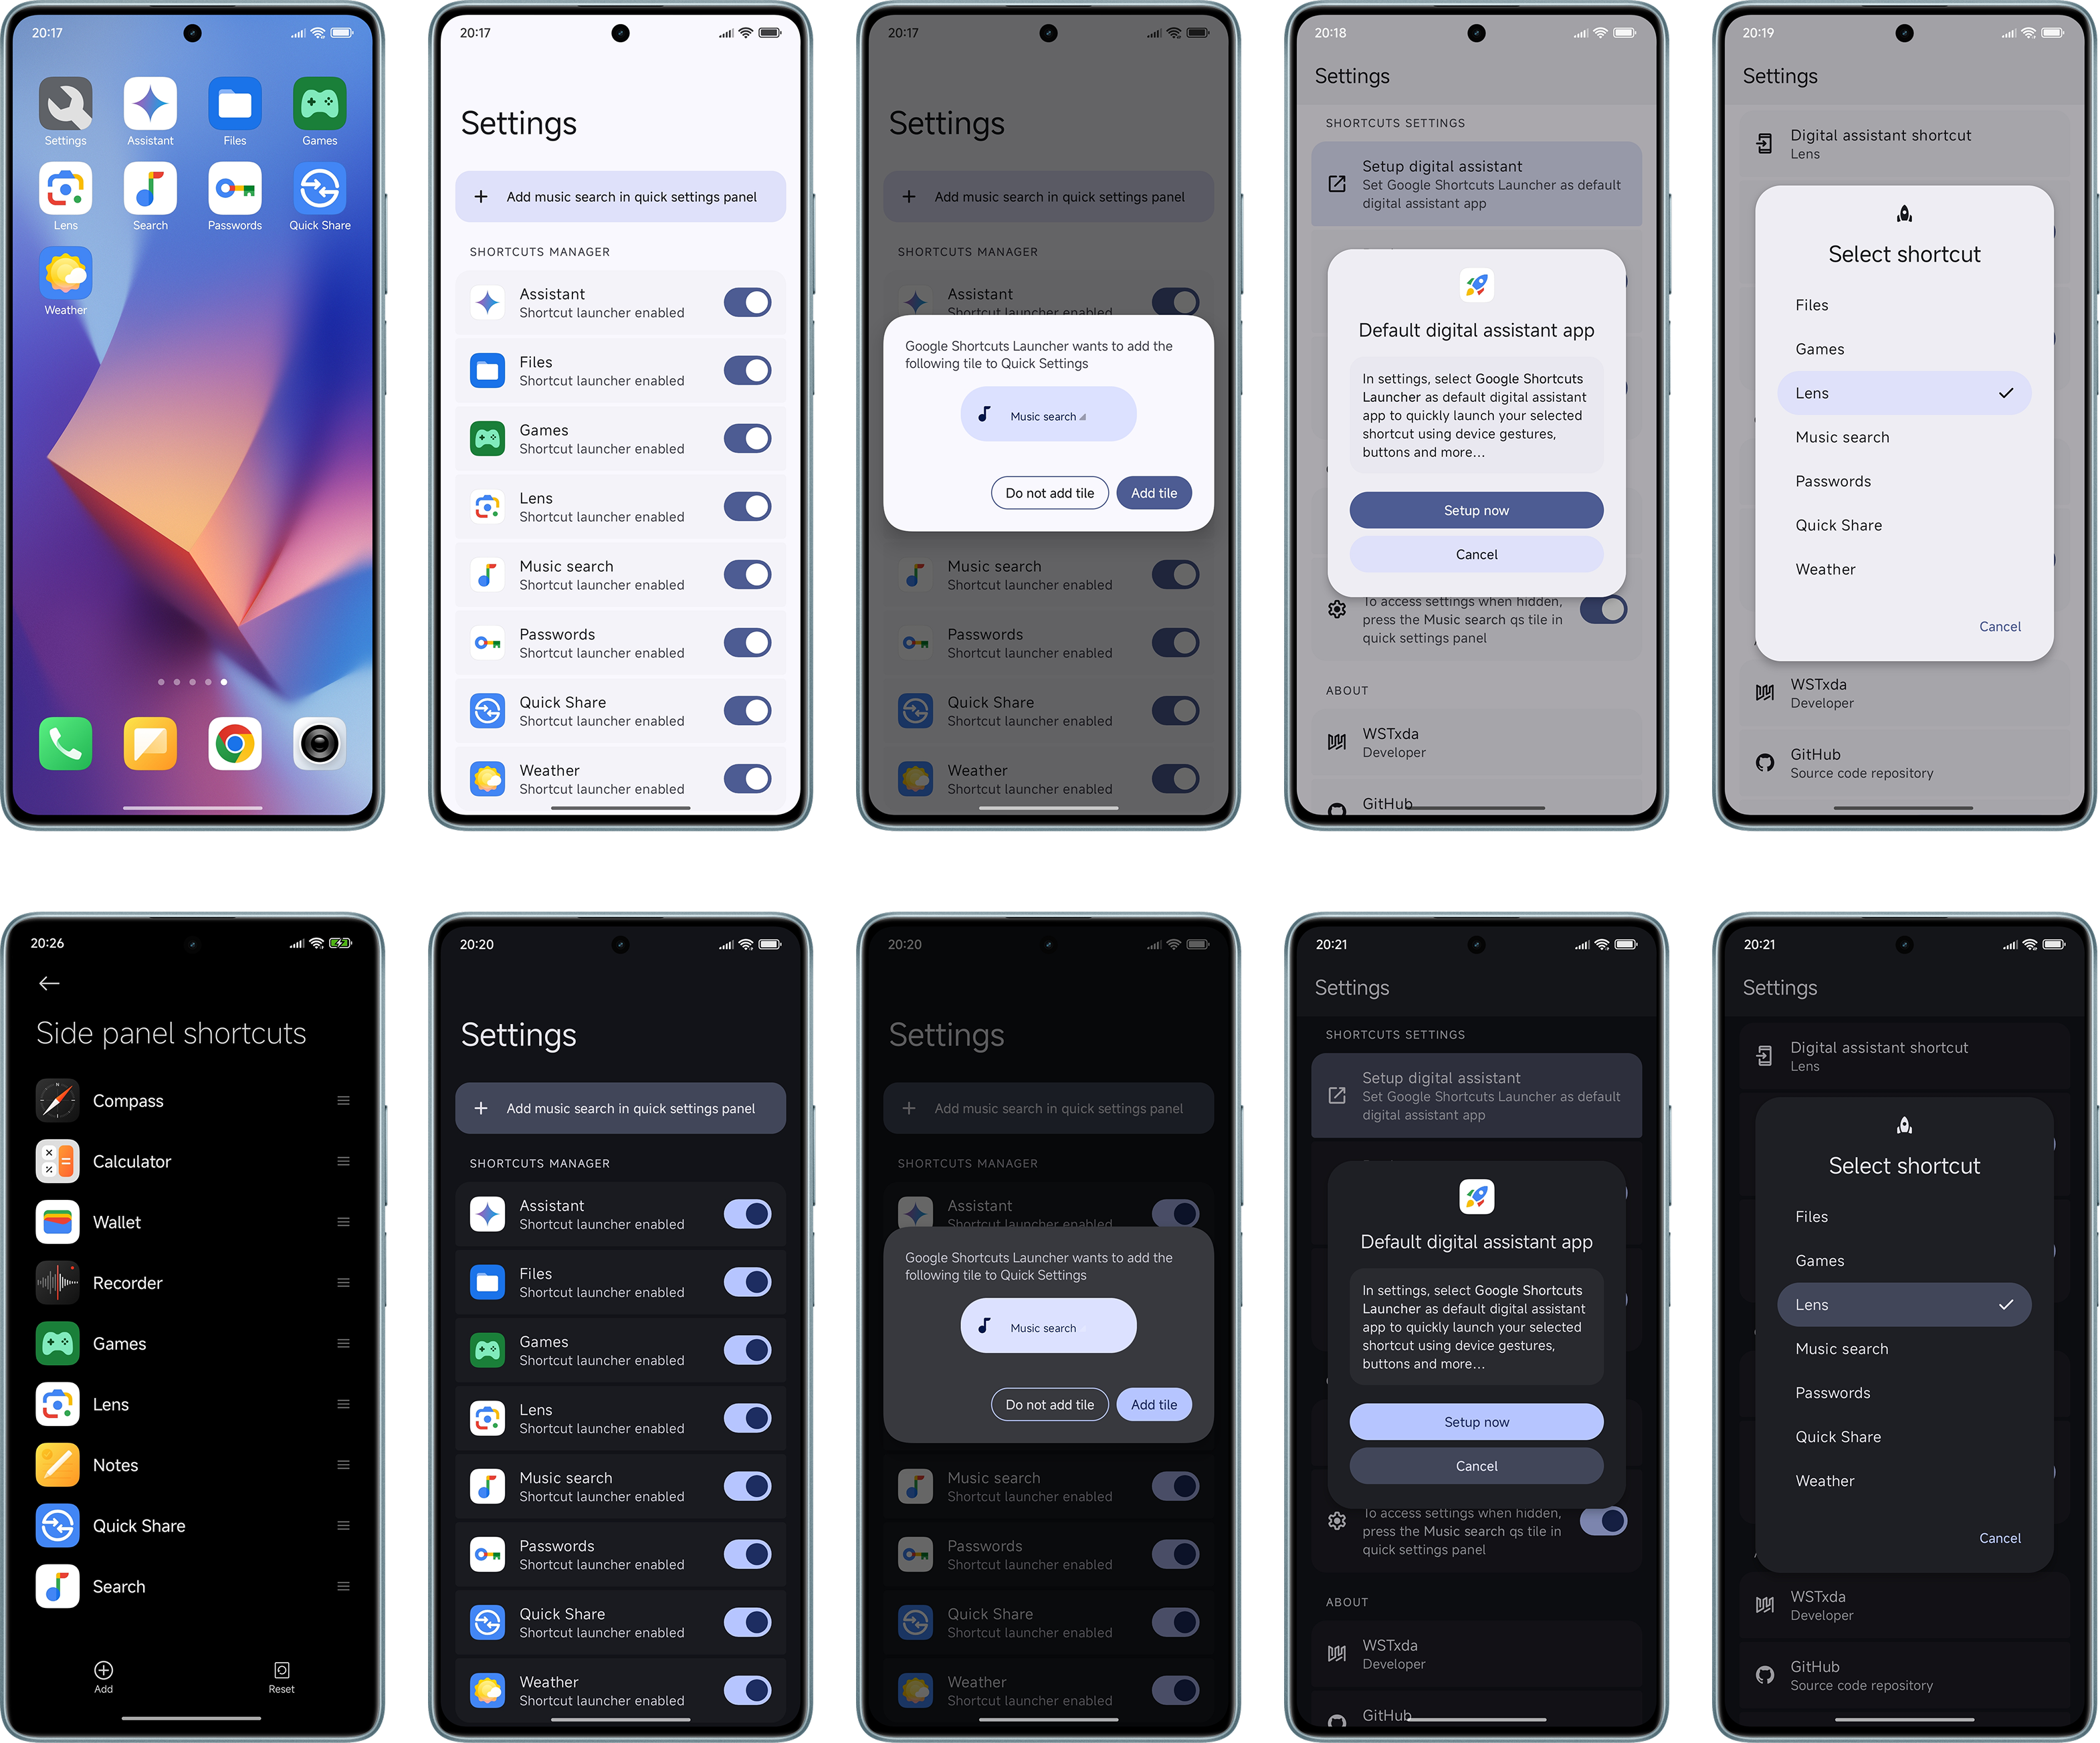 20:17
Settings
Assistant
Files
Games
Lens
Search
Passwords
Quick Share
Weather
20:17
Settings
Add music search in quick settings panel
SHORTCUTS MANAGER
Assistant
Shortcut launcher enabled
Files
Shortcut launcher enabled
Games
Shortcut launcher enabled
Lens
Shortcut launcher enabled
Music search
Shortcut launcher enabled
Passwords
Shortcut launcher enabled
Quick Share
Shortcut launcher enabled
Weather
Shortcut launcher enabled
20:17
Settings
Add music search in quick settings panel
SHORTCUTS MANAGER
Assistant
Shortcut launcher enabled
Google Shortcuts Launcher wants to add the
following tile to Quick Settings
Music search
Do not add tile
Add tile
Music search
Shortcut launcher enabled
Passwords
Shortcut launcher enabled
Quick Share
Shortcut launcher enabled
Weather
Shortcut launcher enabled
20:18
Settings
SHORTCUTS SETTINGS
Setup digital assistant
Set Google Shortcuts Launcher as default
digital assistant app
Default digital assistant app
In settings, select Google Shortcuts
Launcher as default digital assistant
app to quickly launch your selected
shortcut using device gestures,
buttons and more...
Setup now
Cancel
To access settings when hidden,
press the Music search qs tile in
quick settings panel
ABOUT
WSTxda
Developer
GitHub
20:19
Settings
Digital assistant shortcut
Lens
Select shortcut
Files
Games
Lens
Music search
Passwords
Quick Share
Weather
Cancel
WSTxda
Developer
GitHub
Source code repository
20:26
Side panel shortcuts
Compass
Calculator
Wallet
Recorder
Games
Lens
Notes
Quick Share
Search
Add
Reset
20:20
Settings
Add music search in quick settings panel
SHORTCUTS MANAGER
Assistant
Shortcut launcher enabled
Files
Shortcut launcher enabled
Games
Shortcut launcher enabled
Lens
Shortcut launcher enabled
Music search
Shortcut launcher enabled
Passwords
Shortcut launcher enabled
Quick Share
Shortcut launcher enabled
Weather
Shortcut launcher enabled
20:20
Settings
Add music search in quick settings panel
SHORTCUTS MANAGER
Assistant
Shortcut launcher enabled
Google Shortcuts Launcher wants to add the
following tile to Quick Settings
Music search
Do not add tile
Add tile
Music search
Shortcut launcher enabled
Passwords
Shortcut launcher enabled
Quick Share
Shortcut launcher enabled
Weather
Shortcut launcher enabled
20:21
Settings
SHORTCUTS SETTINGS
Setup digital assistant
Set Google Shortcuts Launcher as default
digital assistant app
Default digital assistant app
In settings, select Google Shortcuts
Launcher as default digital assistant
app to quickly launch your selected
shortcut using device gestures,
buttons and more...
Setup now
Cancel
To access settings when hidden,
press the Music search qs tile in
quick settings panel
ABOUT
WSTxda
Developer
GitHub
20:21
Settings
Digital assistant shortcut
Lens
Select shortcut
Files
Games
Lens
Music search
Passwords
Quick Share
Weather
Cancel
WSTxda
Developer
GitHub
Source code repository